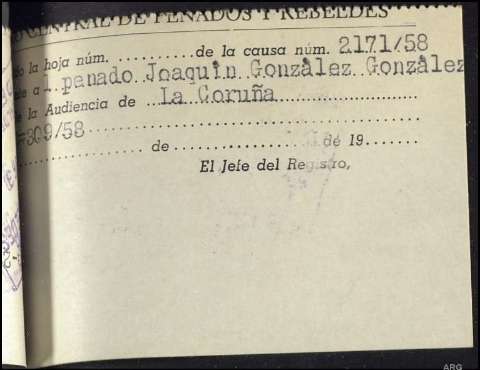 CENTRAL DE PENADOS Y REBELDES
la hoja núm. ........... de la causa núm. 2171/58
al penado Joaquin González González
la Audiencia de .. La Coruña ..........
309/58 ..........
.......... de .......... de 19.......
El Jefe del Registro,
ARG